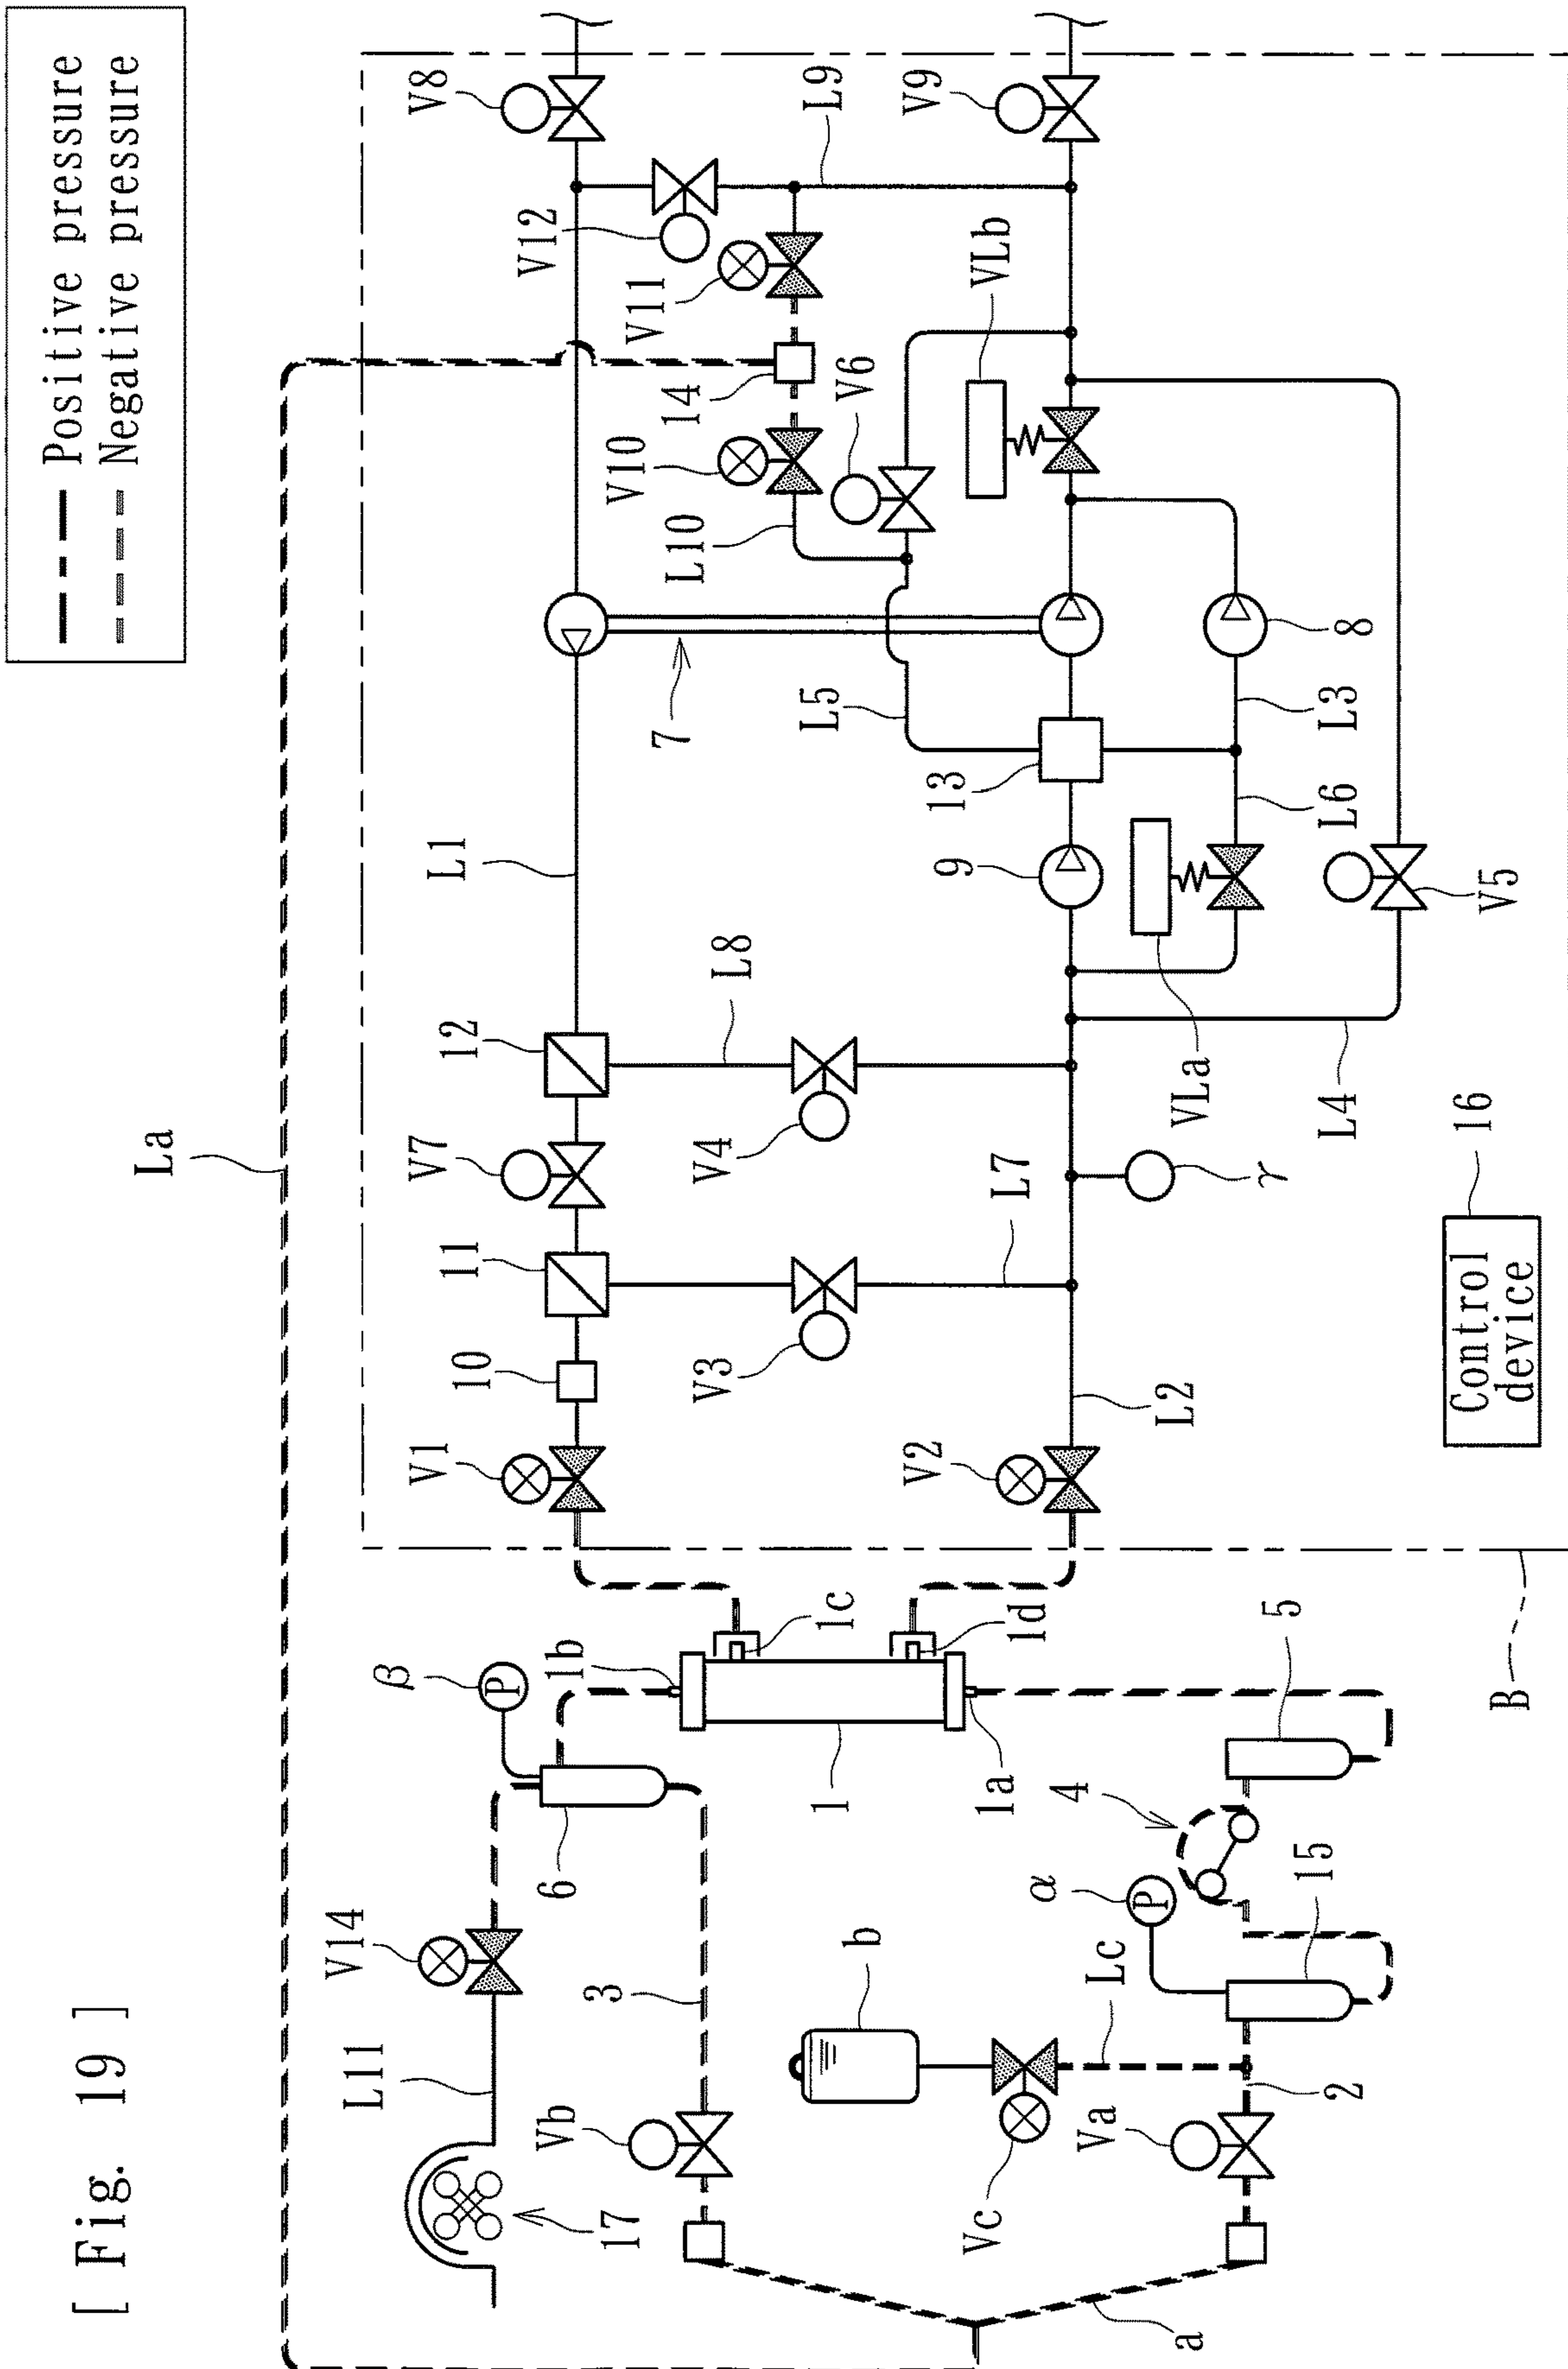 [ Fig. 19 ]
Positive pressure
Negative pressure
La
L11
V14
β
17
Vb
3
6
1b
1c
1
1d
1a
b
α
Vc
Lc
Va
a
2
15
4
5
B
V1
10
11
V7
12
L1
V8
V12
V11
14
V10
L10
V6
L9
V9
VLb
7
L5
V3
V4
L8
L7
9
13
V2
L2
γ
VLa
L6
L3
8
L4
V5
16
Control
device
P
P